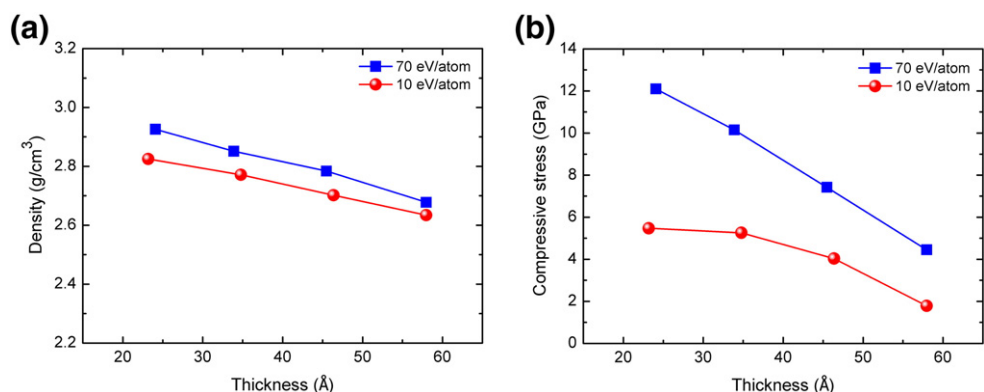 (a)
3.2
3.0
2.8
2.6
2.4
2.2
Density (g/cm³)
70 eV/atom
10 eV/atom
20 30 40 50 60
Thickness (Å)
(b)
14
12
10
8
6
4
2
0
Compressive stress (GPa)
70 eV/atom
10 eV/atom
20 30 40 50 60
Thickness (Å)